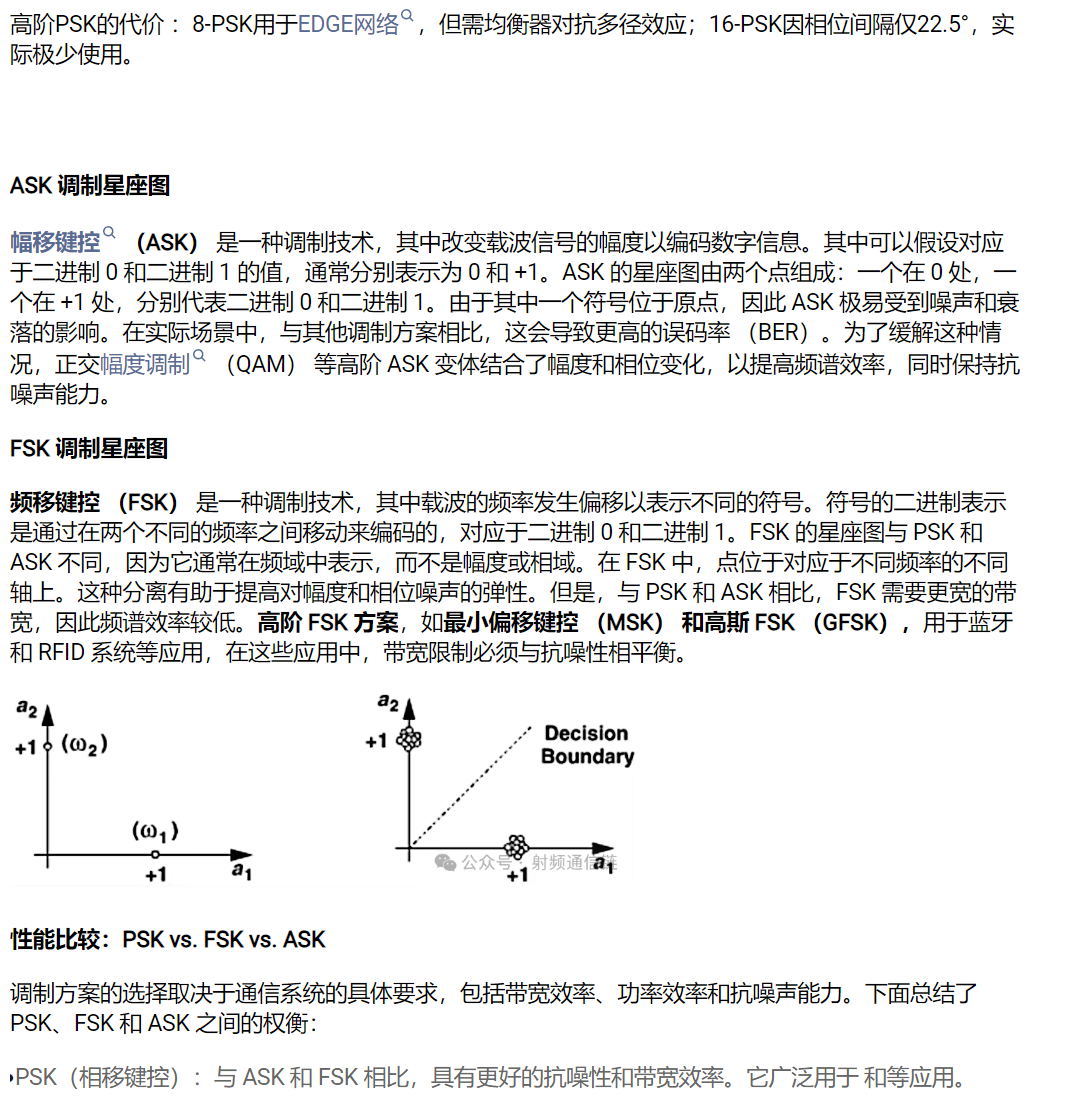 高阶PSK的代价 ：8-PSK用于EDGE网络 ，但需均衡器对抗多径效应；16-PSK因相位间隔仅22.5°，实
际极少使用。
ASK 调制星座图
幅移键控 （ASK） 是一种调制技术，其中改变载波信号的幅度以编码数字信息。其中可以假设对应
于二进制 0 和二进制 1 的值，通常分别表示为 0 和 +1。ASK 的星座图由两个点组成：一个在 0 处，一
个在 +1 处，分别代表二进制 0 和二进制 1。由于其中一个符号位于原点，因此 ASK 极易受到噪声和衰
落的影响。在实际场景中，与其他调制方案相比，这会导致更高的误码率 （BER）。为了缓解这种情
况，正交幅度调制 （QAM） 等高阶 ASK 变体结合了幅度和相位变化，以提高频谱效率，同时保持抗
噪声能力。
FSK 调制星座图
频移键控 （FSK） 是一种调制技术，其中载波的频率发生偏移以表示不同的符号。符号的二进制表示
是通过在两个不同的频率之间移动来编码的，对应于二进制 0 和二进制 1。FSK 的星座图与 PSK 和
ASK 不同，因为它通常在频域中表示，而不是幅度或相域。在 FSK 中，点位于对应于不同频率的不同
轴上。这种分离有助于提高对幅度和相位噪声的弹性。但是，与 PSK 和 ASK 相比，FSK 需要更宽的带
宽，因此频谱效率较低。高阶 FSK 方案，如最小偏移键控 （MSK） 和高斯 FSK （GFSK），用于蓝牙
和 RFID 系统等应用，在这些应用中，带宽限制必须与抗噪性相平衡。
a2
+1 (ω2)
(ω1)
+1
a1
a2
+1
Decision
Boundary
公众号 · 射频通信链
+1
a1
性能比较：PSK vs. FSK vs. ASK
调制方案的选择取决于通信系统的具体要求，包括带宽效率、功率效率和抗噪声能力。下面总结了
PSK、FSK 和 ASK 之间的权衡：
•PSK（相移键控）：与 ASK 和 FSK 相比，具有更好的抗噪性和带宽效率。它广泛用于 和等应用。